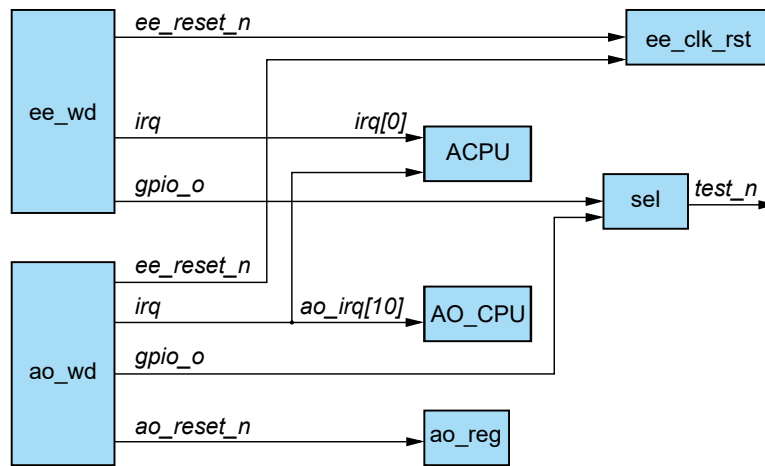 ee_reset_n
ee_clk_rst
ee_wd
irq
irq[0]
ACPU
gpio_o
sel
test_n
ee_reset_n
irq
ao_irq[10]
AO_CPU
ao_wd
gpio_o
ao_reset_n
ao_reg